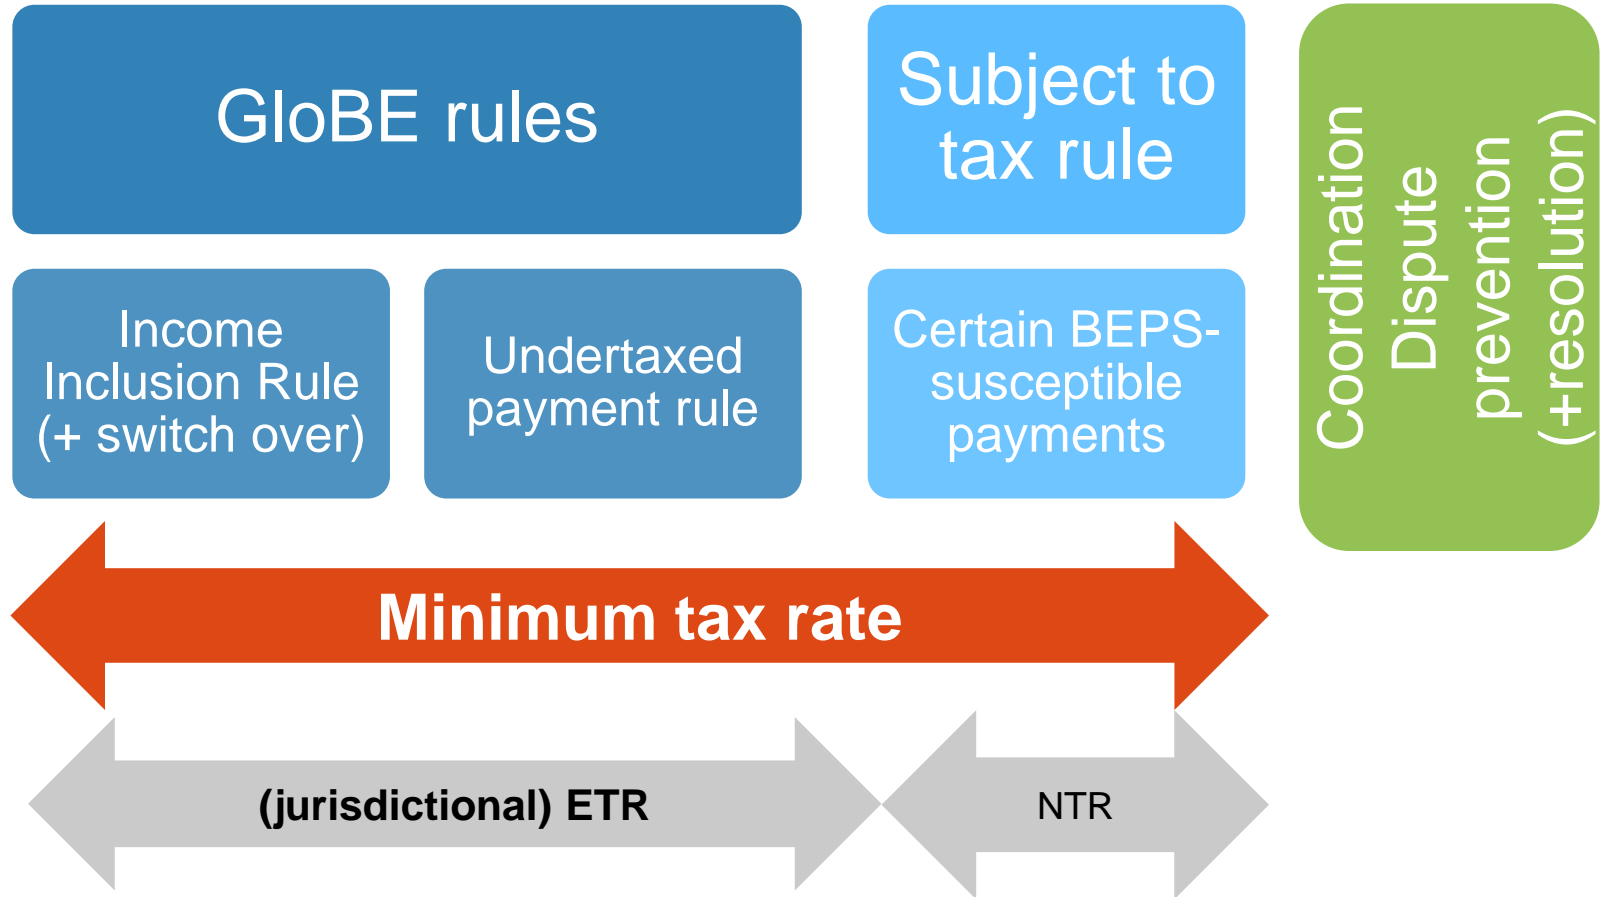 GloBE rules
Subject to
tax rule
Income
Inclusion Rule
(+ switch over)
Undertaxed
payment rule
Certain BEPS-
susceptible
payments
Coordination
Dispute
prevention
(+resolution)
Minimum tax rate
(jurisdictional) ETR
NTR